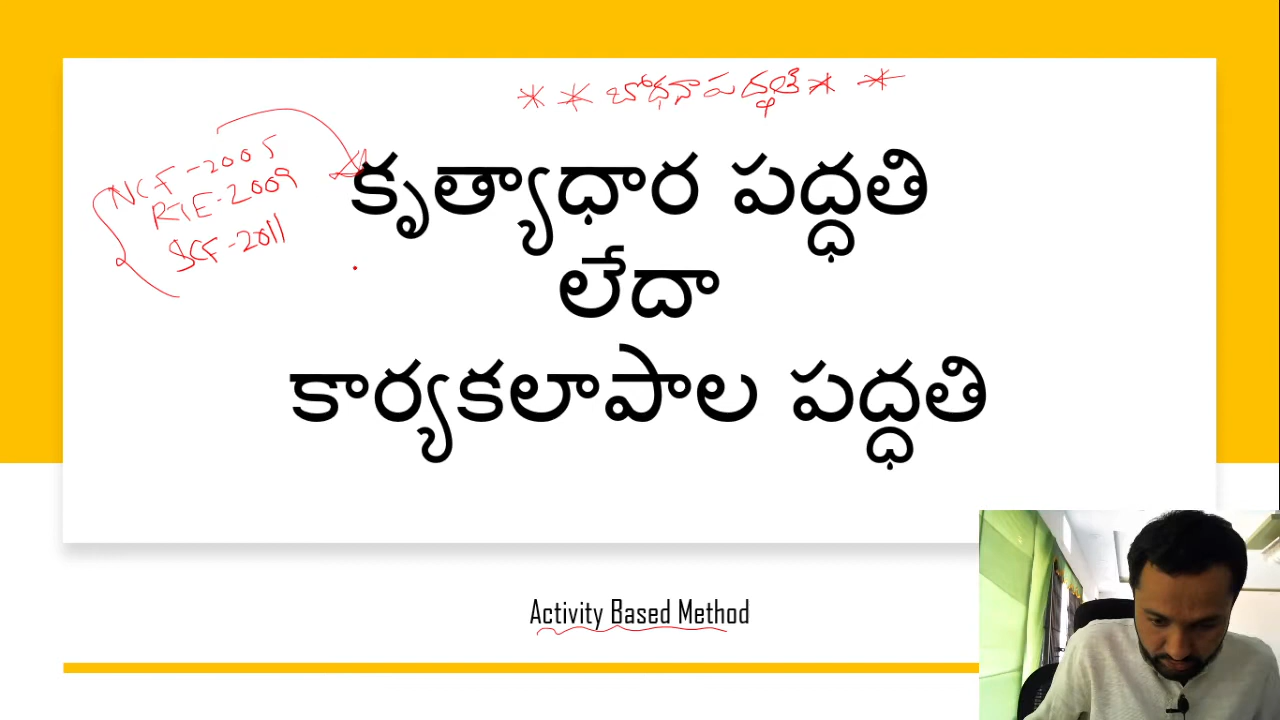 * * బోధనా పద్ధతి * *
NCF-2005
RTE-2009
SCF-2011
కృత్యాధార పద్ధతి
లేదా
కార్యకలాపాల పద్ధతి
Activity Based Method